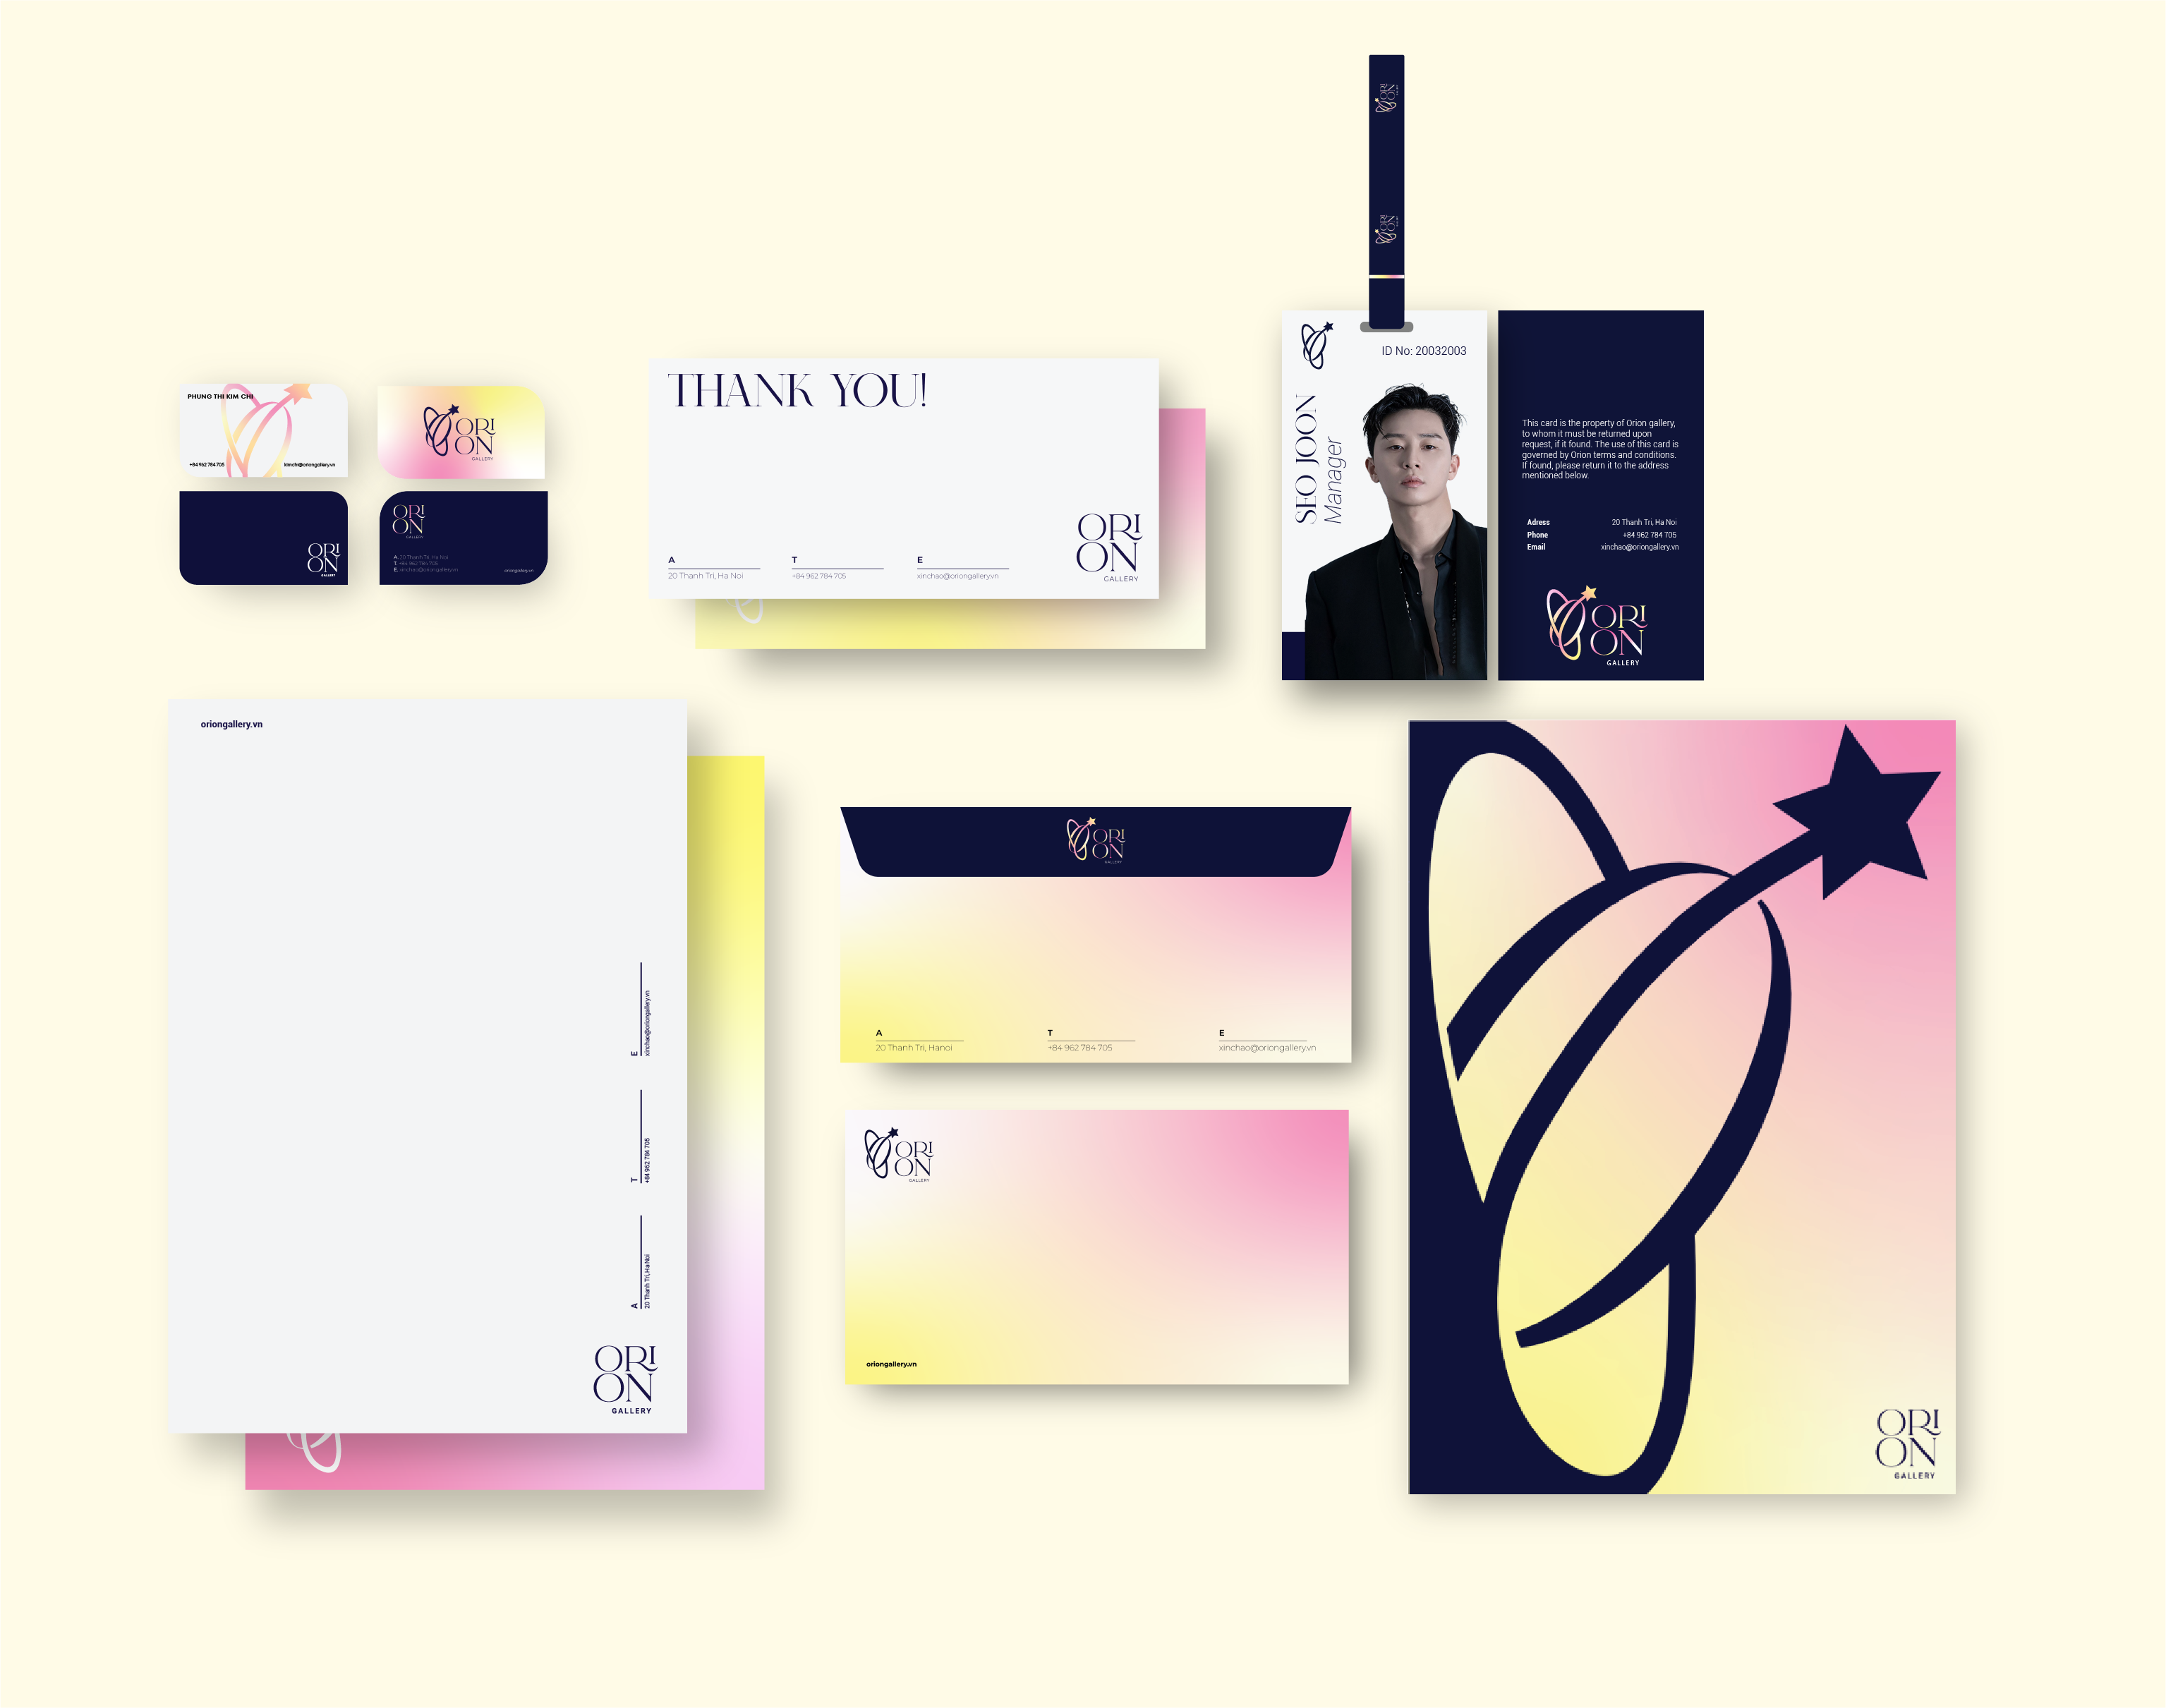 PHUNG THI KIM CHI
+84 962 784 705
kimchi@oriongallery.vn
ORI
ON
GALLERY
ORI
ON
GALLERY
ORI
ON
GALLERY
A. 20 Thanh Tri, Ha Noi
T. +84 962 784 705
E. xinchao@oriongallery.vn
oriongallery.vn
THANK YOU!
A
20 Thanh Tri, Ha Noi
T
+84 962 784 705
E
xinchao@oriongallery.vn
ORI
ON
GALLERY
ORI
ON
ORI
ON
ID No: 20032003
SEO JOON
Manager
This card is the property of Orion gallery,
to whom it must be returned upon
request, if it found. The use of this card is
governed by Orion terms and conditions.
If found, please return it to the address
mentioned below.
Adress 20 Thanh Tri, Ha Noi
Phone +84 962 784 705
Email xinchao@oriongallery.vn
ORI
ON
GALLERY
oriongallery.vn
E
xinchao@oriongallery.vn
T
+84 962 784 705
A
20 Thanh Tri, Ha Noi
ORI
ON
GALLERY
ORI
ON
GALLERY
A
20 Thanh Tri, Hanoi
T
+84 962 784 705
E
xinchao@oriongallery.vn
ORI
ON
GALLERY
oriongallery.vn
ORI
ON
GALLERY